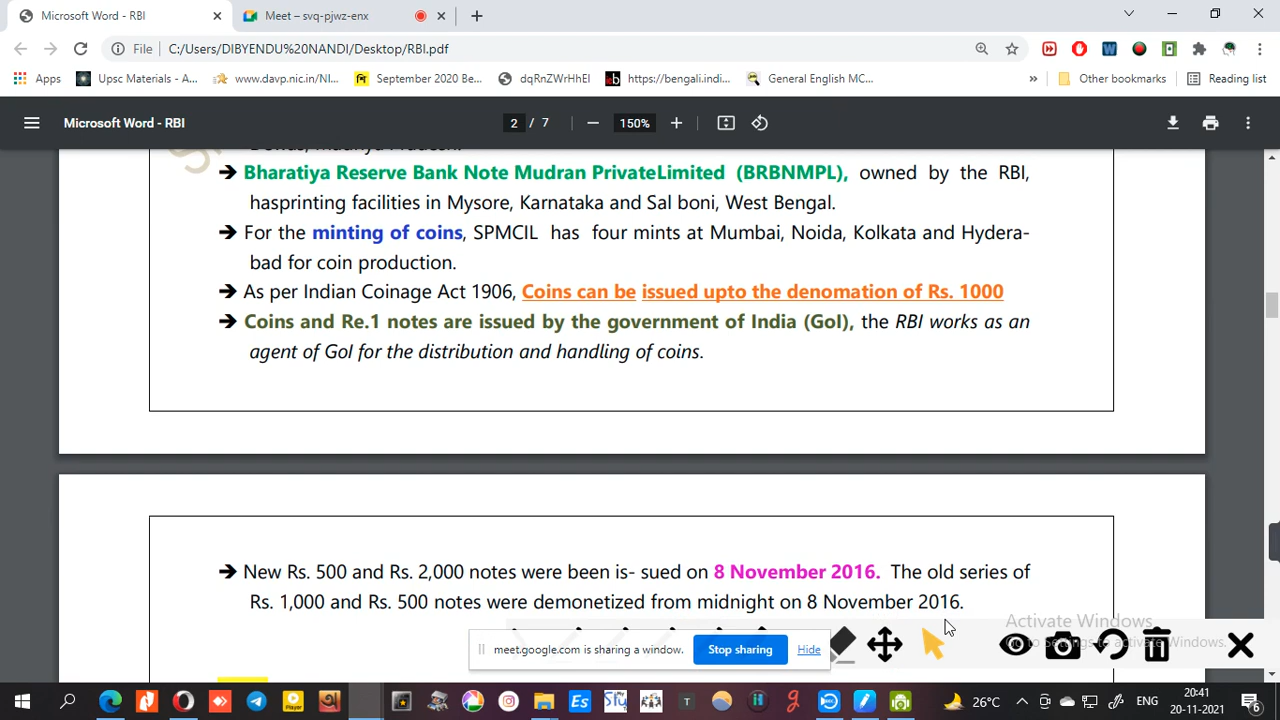 Microsoft Word - RBI
Meet – svq-pjwz-enx
File
C:/Users/DIBYENDU%20NANDI/Desktop/RBI.pdf
Apps
Upsc Materials - A...
www.davp.nic.in/NI...
September 2020 Be...
dqRnZWrHhEI
https://bengali.indi...
General English MC...
»
Other bookmarks
Reading list
Microsoft Word - RBI
2 / 7
150%
➔ Bharatiya Reserve Bank Note Mudran PrivateLimited (BRBNMPL), owned by the RBI,
hasprinting facilities in Mysore, Karnataka and Sal boni, West Bengal.
➔ For the minting of coins, SPMCIL has four mints at Mumbai, Noida, Kolkata and Hydera-
bad for coin production.
➔ As per Indian Coinage Act 1906, Coins can be issued upto the denomation of Rs. 1000
➔ Coins and Re.1 notes are issued by the government of India (GoI), the RBI works as an
agent of GoI for the distribution and handling of coins.
➔ New Rs. 500 and Rs. 2,000 notes were been is- sued on 8 November 2016. The old series of
Rs. 1,000 and Rs. 500 notes were demonetized from midnight on 8 November 2016.
Activate Windows
Go to Settings to activate Windows.
meet.google.com is sharing a window.
Stop sharing
Hide
26°C
ENG
20:41
20-11-2021
6